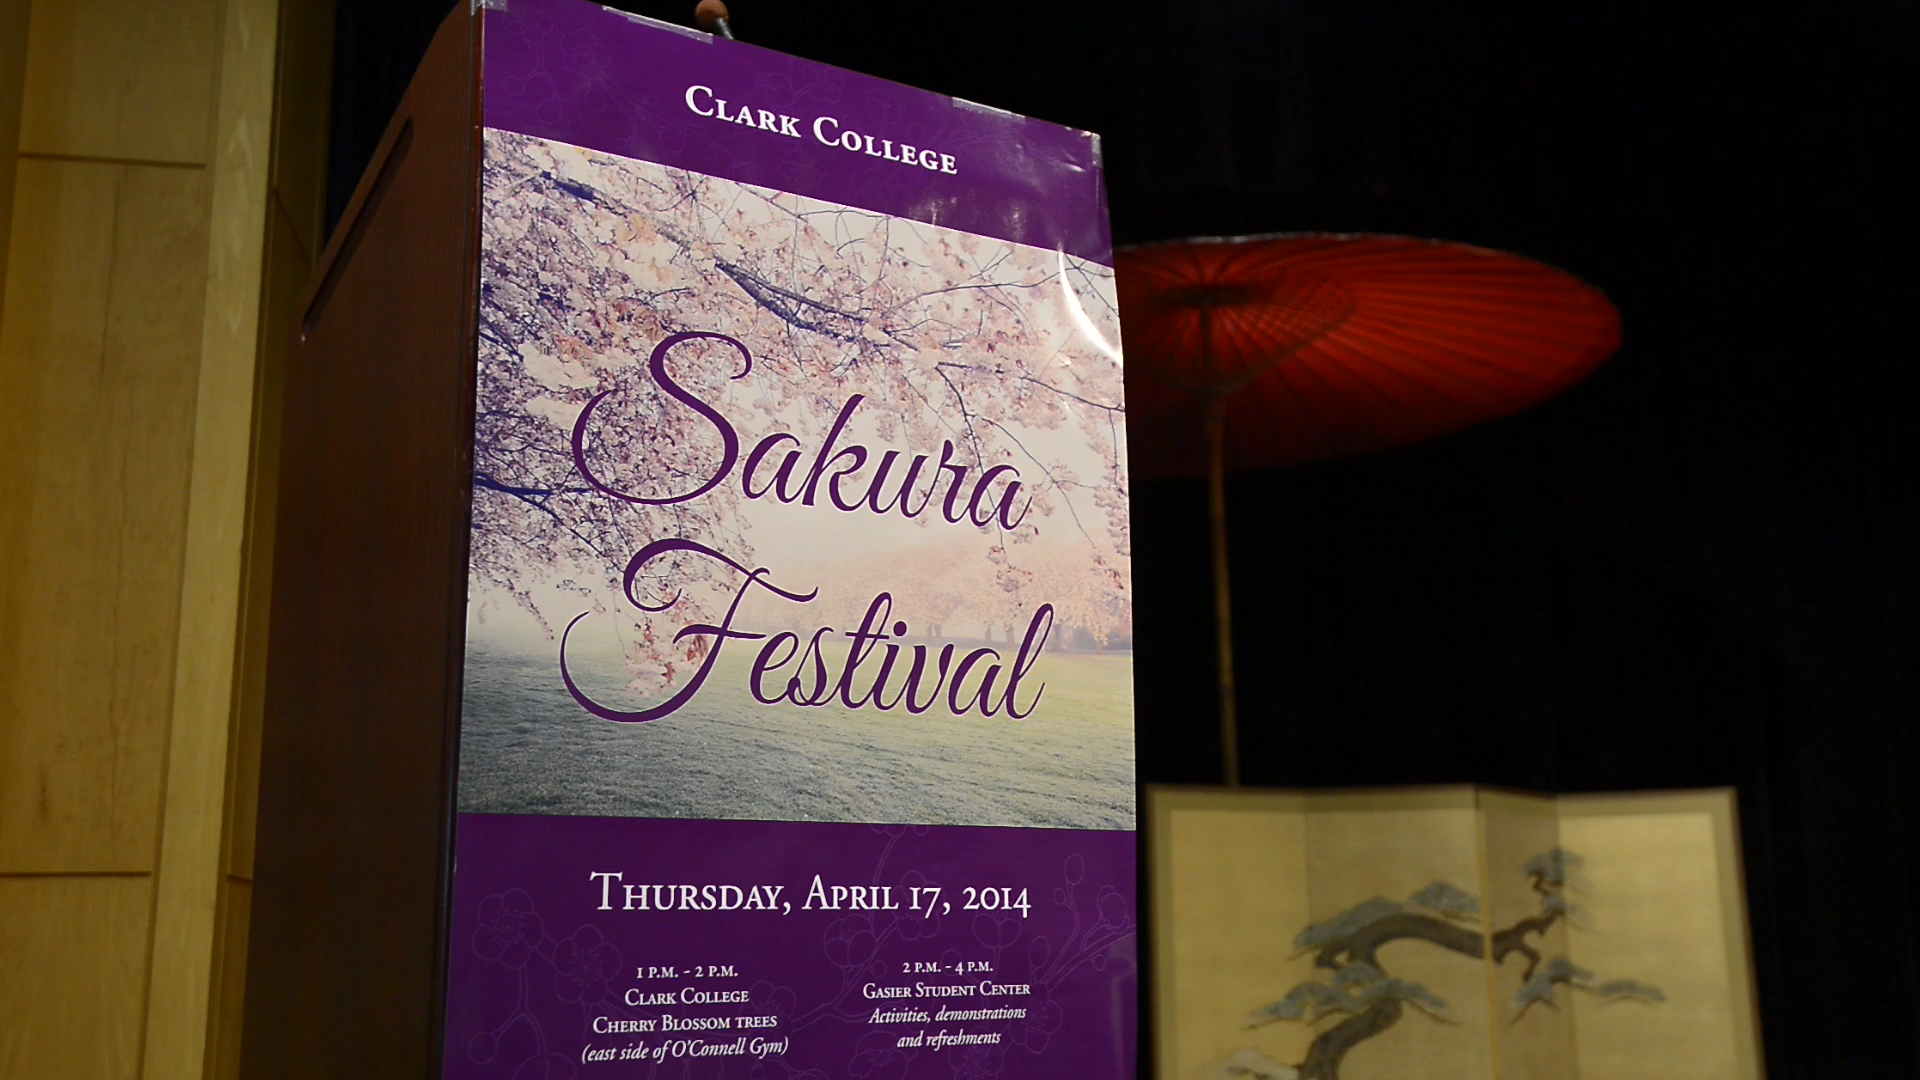 Clark College
Sakura
Festival
Thursday, April 17, 2014
1 p.m. - 2 p.m.
Clark College
Cherry Blossom trees
(east side of O'Connell Gym)
2 p.m. - 4 p.m.
Gasier Student Center
Activities, demonstrations
and refreshments